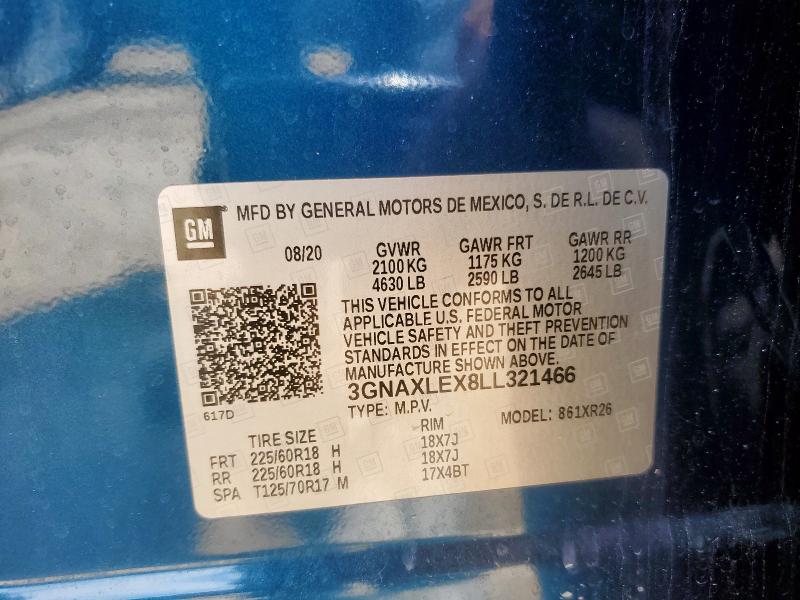 GM MFD BY GENERAL MOTORS DE MEXICO, S. DE R.L. DE C.V.
08/20 GVWR GAWR FRT GAWR RR
2100 KG 1175 KG 1200 KG
4630 LB 2590 LB 2645 LB
THIS VEHICLE CONFORMS TO ALL
APPLICABLE U.S. FEDERAL MOTOR
VEHICLE SAFETY AND THEFT PREVENTION
STANDARDS IN EFFECT ON THE DATE OF
MANUFACTURE SHOWN ABOVE.
3GNAXLEX8LL321466
617D
TYPE: M.P.V. MODEL: 861XR26
TIRE SIZE RIM
FRT 225/60R18 H 18X7J
RR 225/60R18 H 18X7J
SPA T125/70R17 M 17X4BT